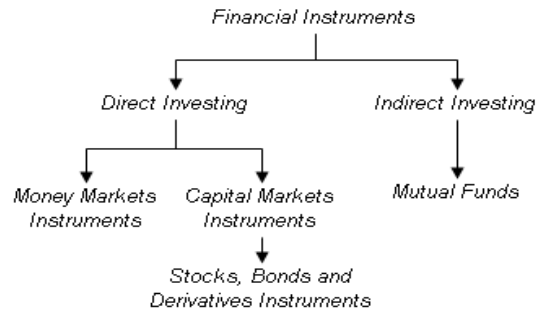 Financial Instruments
Direct Investing
Indirect Investing
Money Markets
Instruments
Capital Markets
Instruments
Mutual Funds
Stocks, Bonds and
Derivatives Instruments